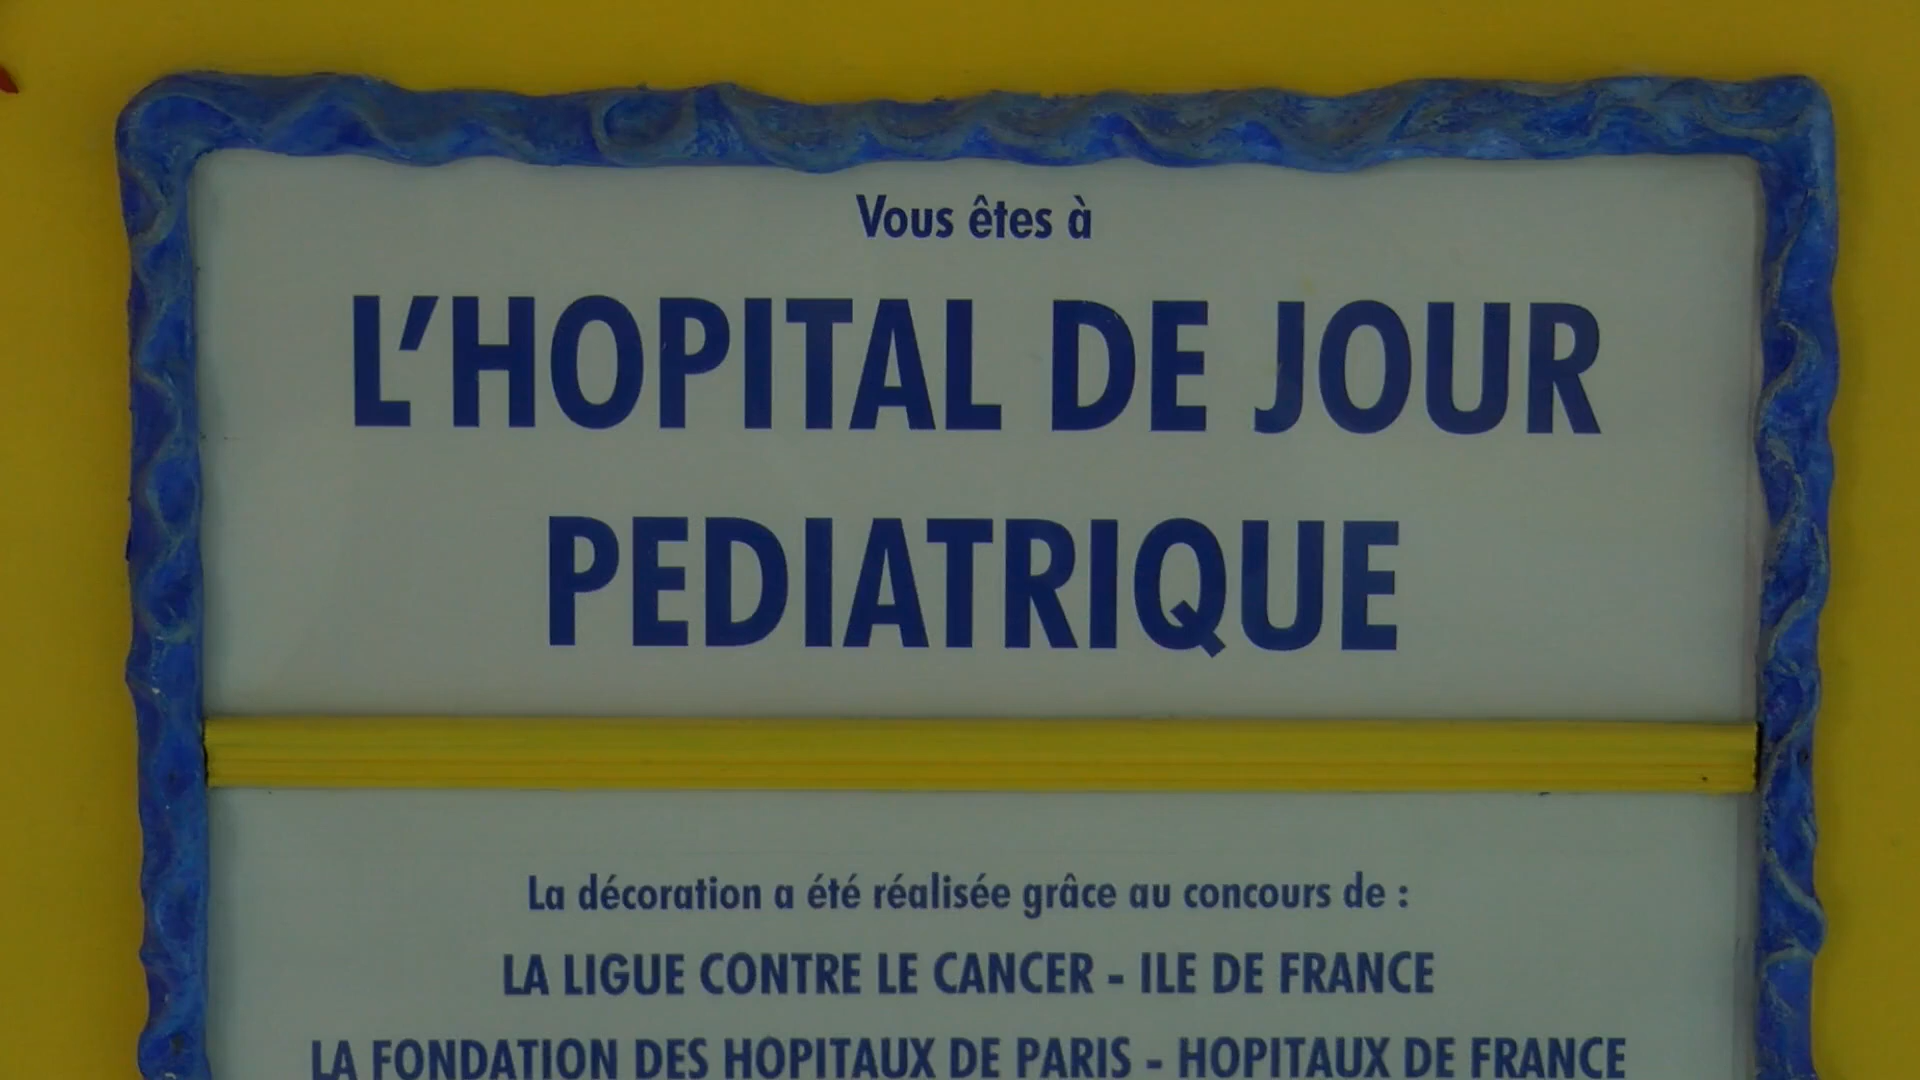 Vous êtes à
L'HOPITAL DE JOUR
PEDIATRIQUE
La décoration a été réalisée grâce au concours de :
LA LIGUE CONTRE LE CANCER - ILE DE FRANCE
LA FONDATION DES HOPITAUX DE PARIS - HOPITAUX DE FRANCE